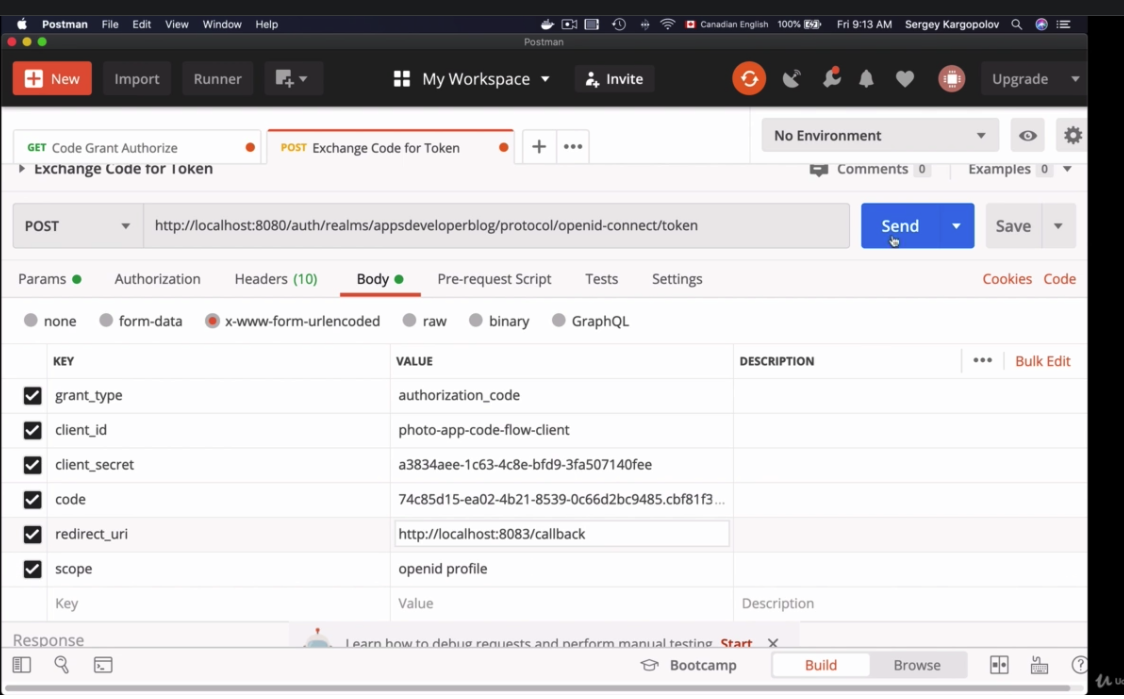 Postman File Edit View Window Help Canadian English 100% Fri 9:13 AM Sergey Kargopolov
Postman
New Import Runner My Workspace Invite Upgrade
GET Code Grant Authorize POST Exchange Code for Token No Environment
Exchange Code for Token Comments 0 Examples 0
POST http://localhost:8080/auth/realms/appsdeveloperblog/protocol/openid-connect/token Send Save
Params Authorization Headers (10) Body Pre-request Script Tests Settings Cookies Code
none form-data x-www-form-urlencoded raw binary GraphQL
KEY VALUE DESCRIPTION Bulk Edit
grant_type authorization_code
client_id photo-app-code-flow-client
client_secret a3834aee-1c63-4c8e-bfd9-3fa507140fee
code 74c85d15-ea02-4b21-8539-0c66d2bc9485.cbf81f3...
redirect_uri http://localhost:8083/callback
scope openid profile
Key Value Description
Response Learn how to debug requests and perform manual testing. Start
Bootcamp Build Browse